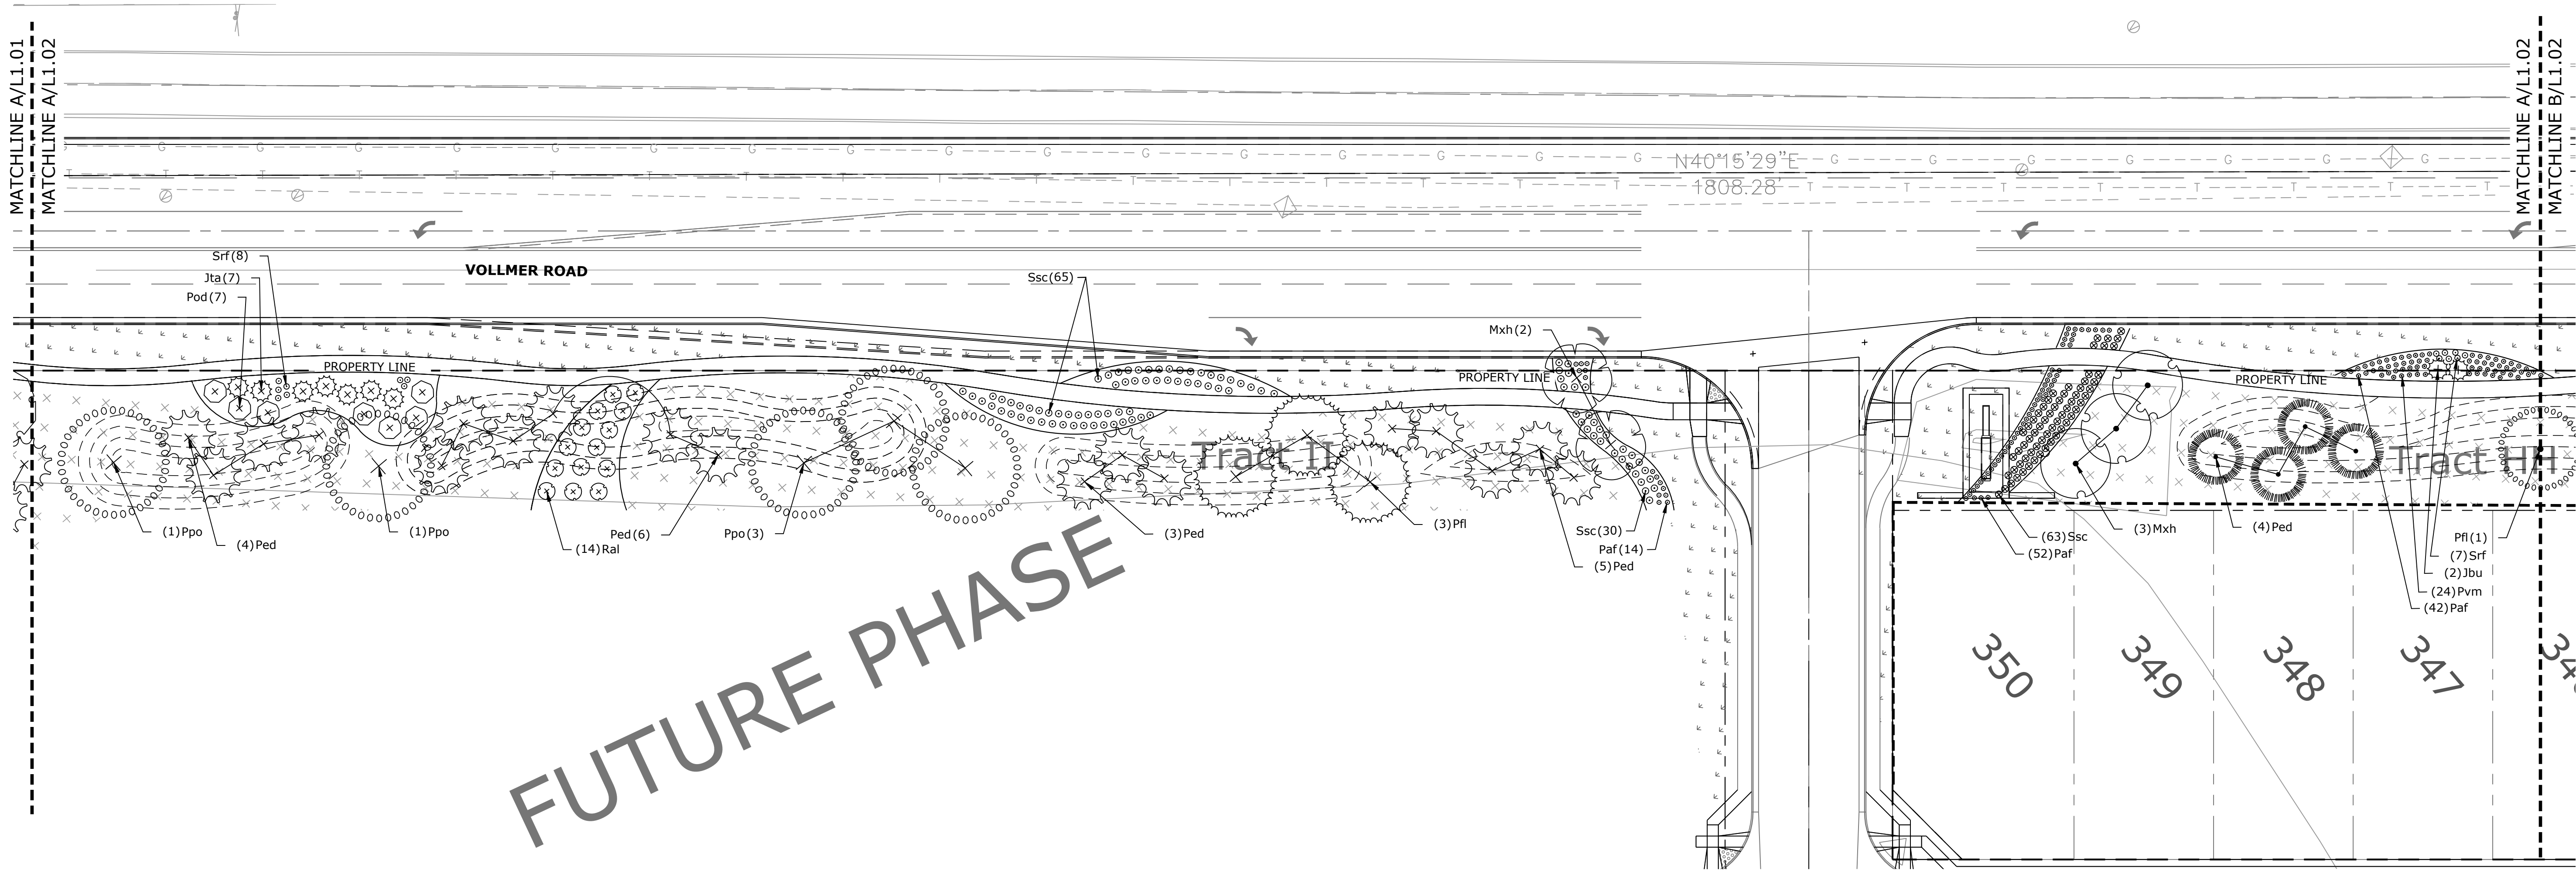 MATCHLINE A/L1.01
MATCHLINE A/L1.02
MATCHLINE A/L1.02
MATCHLINE B/L1.02
G G G G G G G G G G G G G G G G G G G G G G G G
N40°15'29"E
1808.28'
T T T T T T T T T T T T T T T T T T T T T T T T T
VOLLMER ROAD
Srf(8)
Jta(7)
Pod(7)
Ssc(65)
Mxh(2)
PROPERTY LINE
PROPERTY LINE
PROPERTY LINE
Tract II
Tract HH
(1)Ppo
(4)Ped
(1)Ppo
(14)Ral
Ped(6)
Ppo(3)
(3)Ped
(3)Pfl
Ssc(30)
Paf(14)
(5)Ped
(63)Ssc
(52)Paf
(3)Mxh
(4)Ped
Pfl(1)
(7)Srf
(2)Jbu
(24)Pvm
(42)Paf
FUTURE PHASE
350
349
348
347